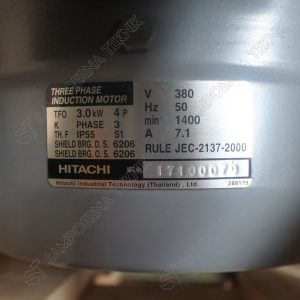 THREE PHASE
INDUCTION MOTOR
TFO 3.0 kW 4 P
K PHASE 3
TH. F IP55 S1
SHIELD BRG. D. S. 6206
SHIELD BRG. O. S. 6206
V 380
Hz 50
min⁻¹ 1400
A 7.1
RULE JEC-2137-2000
HITACHI
Hitachi Industrial Technology (Thailand), Ltd.
ST SAMPOERNA TEKNIK